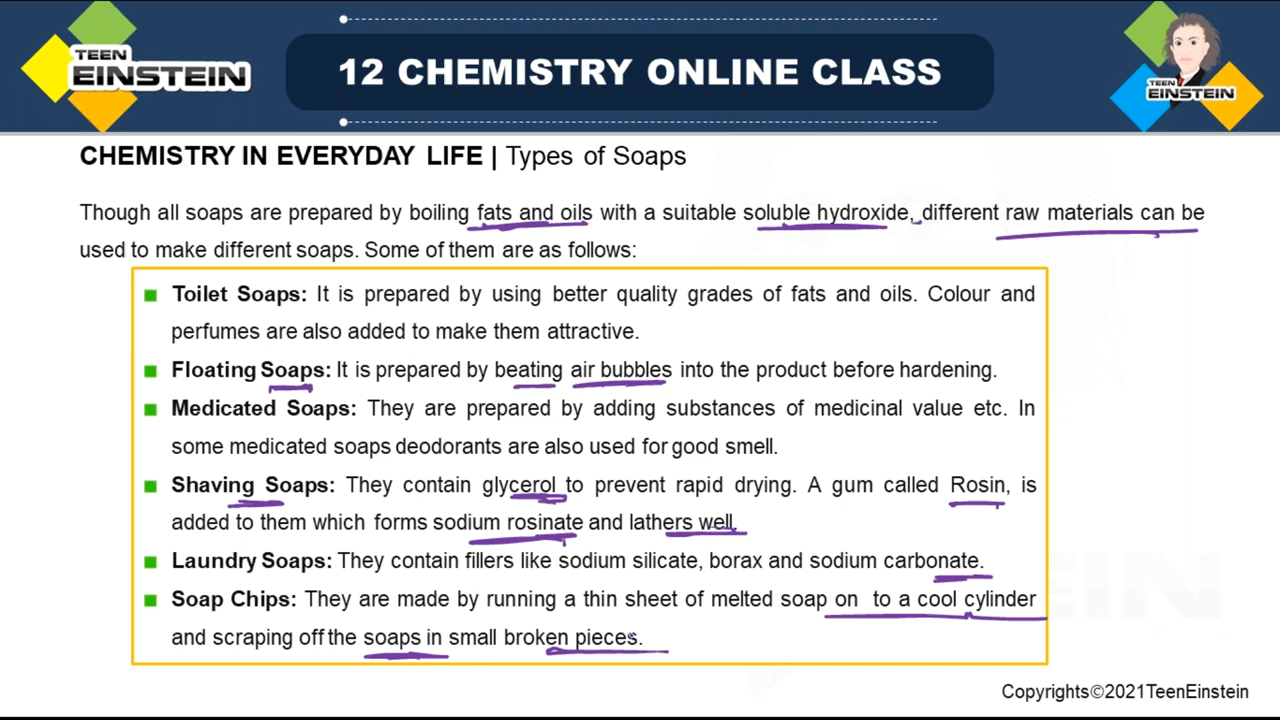 TEEN
EINSTEIN
12 CHEMISTRY ONLINE CLASS
TEEN
EINSTEIN
CHEMISTRY IN EVERYDAY LIFE | Types of Soaps
Though all soaps are prepared by boiling fats and oils with a suitable soluble hydroxide, different raw materials can be
used to make different soaps. Some of them are as follows:
Toilet Soaps: It is prepared by using better quality grades of fats and oils. Colour and
perfumes are also added to make them attractive.
Floating Soaps: It is prepared by beating air bubbles into the product before hardening.
Medicated Soaps: They are prepared by adding substances of medicinal value etc. In
some medicated soaps deodorants are also used for good smell.
Shaving Soaps: They contain glycerol to prevent rapid drying. A gum called Rosin, is
added to them which forms sodium rosinate and lathers well.
Laundry Soaps: They contain fillers like sodium silicate, borax and sodium carbonate.
Soap Chips: They are made by running a thin sheet of melted soap on to a cool cylinder
and scraping off the soaps in small broken pieces.
Copyrights©2021TeenEinstein